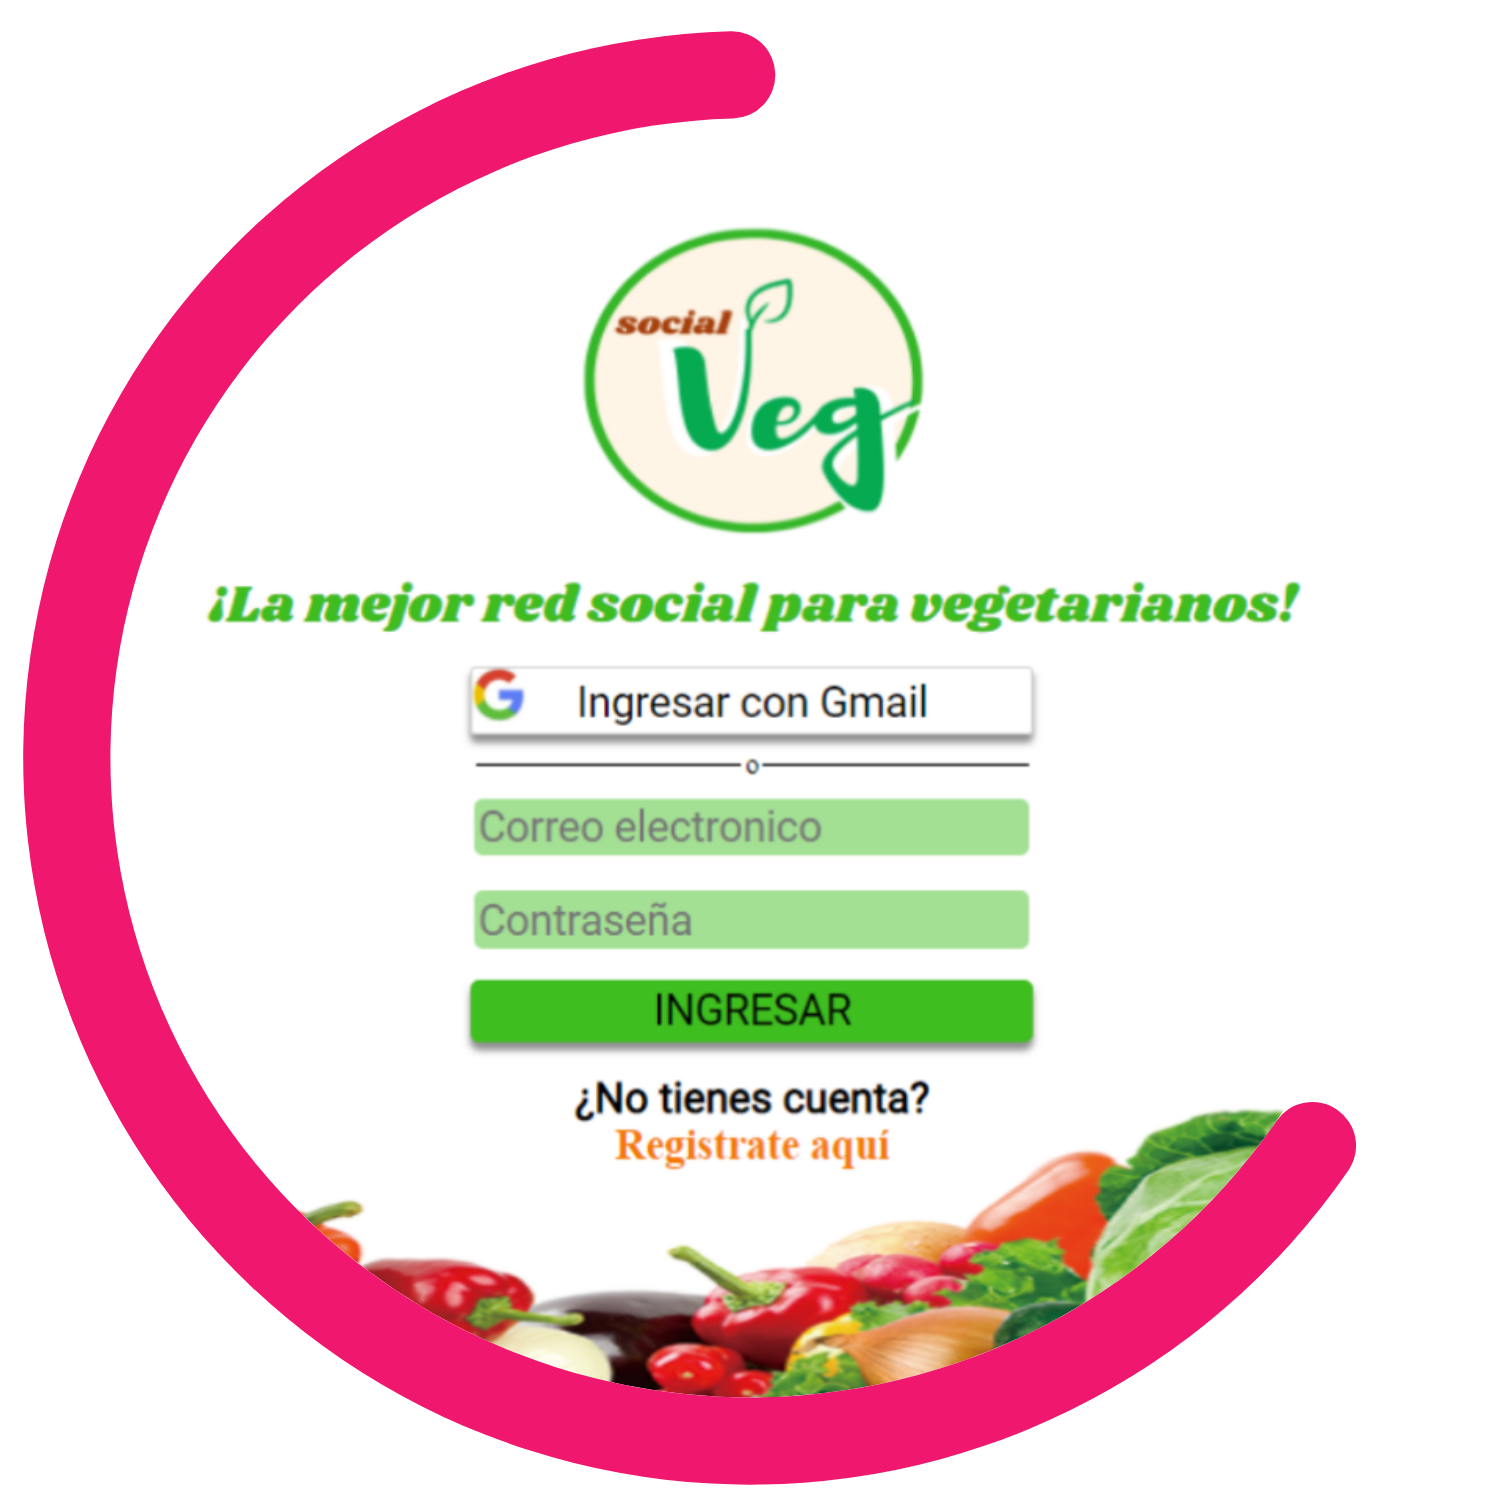 social
Veg
¡La mejor red social para vegetarianos!
Ingresar con Gmail
o
Correo electronico
Contraseña
INGRESAR
¿No tienes cuenta?
Registrate aquí